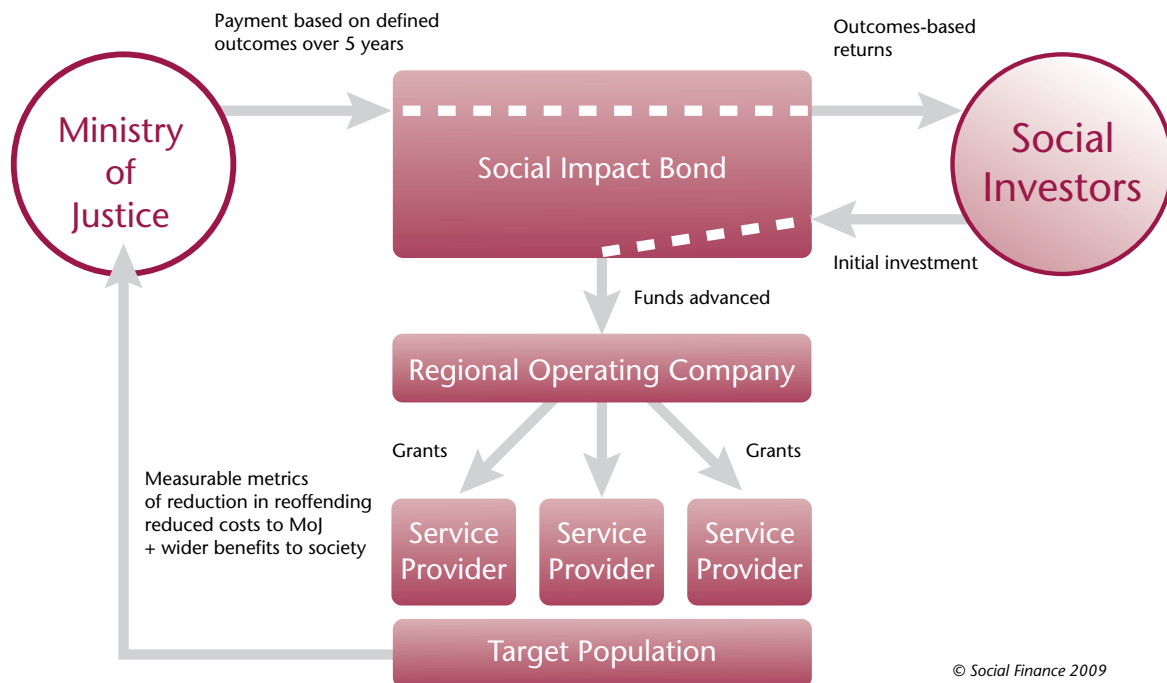 Payment based on defined
outcomes over 5 years
Outcomes-based
returns
Ministry
of
Justice
Social Impact Bond
Social
Investors
Initial investment
Funds advanced
Regional Operating Company
Grants
Grants
Measurable metrics
of reduction in reoffending
reduced costs to MoJ
+ wider benefits to society
Service
Provider
Service
Provider
Service
Provider
Target Population
© Social Finance 2009